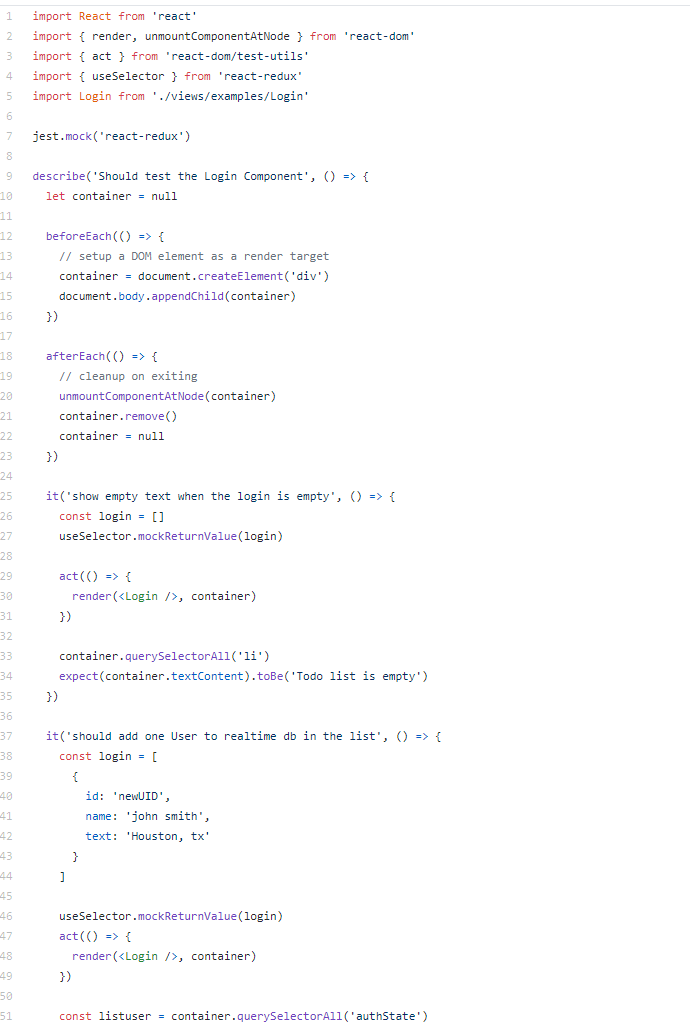 1 import React from 'react'
2 import { render, unmountComponentAtNode } from 'react-dom'
3 import { act } from 'react-dom/test-utils'
4 import { useSelector } from 'react-redux'
5 import Login from './views/examples/Login'
6
7 jest.mock('react-redux')
8
9 describe('Should test the Login Component', () => {
10   let container = null
11
12   beforeEach(() => {
13     // setup a DOM element as a render target
14     container = document.createElement('div')
15     document.body.appendChild(container)
16   })
17
18   afterEach(() => {
19     // cleanup on exiting
20     unmountComponentAtNode(container)
21     container.remove()
22     container = null
23   })
24
25   it('show empty text when the login is empty', () => {
26     const login = []
27     useSelector.mockReturnValue(login)
28
29     act(() => {
30       render(<Login />, container)
31     })
32
33     container.querySelectorAll('li')
34     expect(container.textContent).toBe('Todo list is empty')
35   })
36
37   it('should add one User to realtime db in the list', () => {
38     const login = [
39       {
40         id: 'newUID',
41         name: 'john smith',
42         text: 'Houston, tx'
43       }
44     ]
45
46     useSelector.mockReturnValue(login)
47     act(() => {
48       render(<Login />, container)
49     })
50
51     const listuser = container.querySelectorAll('authState')